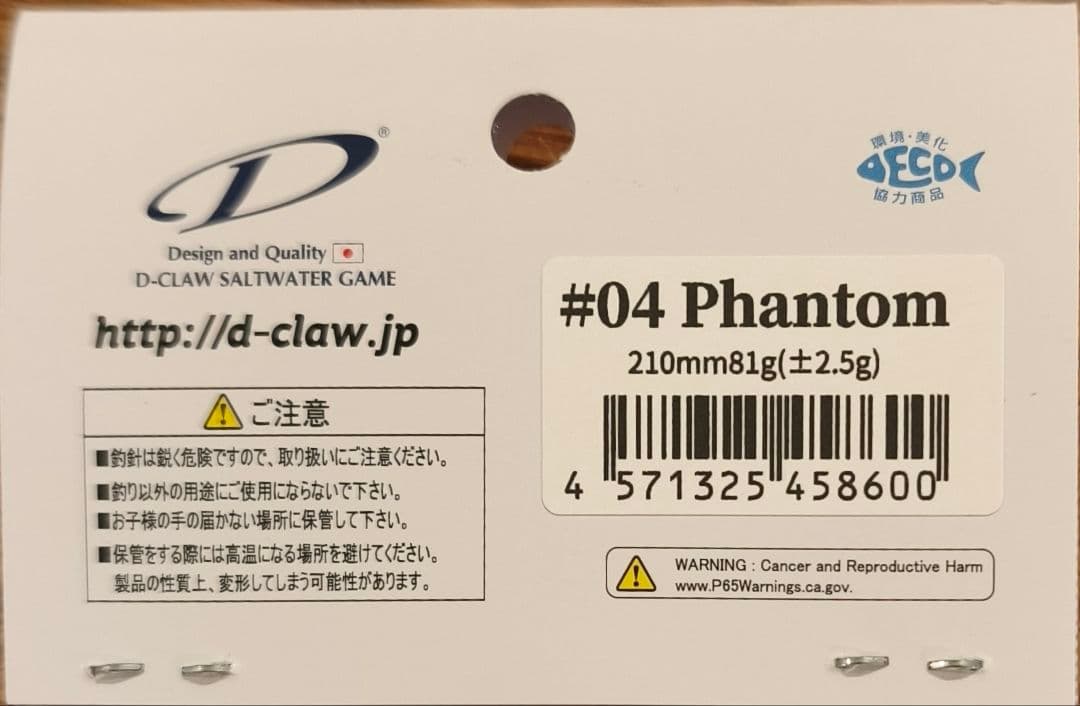 D®
Design and Quality
D-CLAW SALTWATER GAME
http://d-claw.jp
ご注意
■釣針は鋭く危険ですので、取り扱いにご注意ください。
■釣り以外の用途にご使用にならないで下さい。
■お子様の手の届かない場所に保管して下さい。
■保管をする際には高温になる場所を避けてください。
製品の性質上、変形してしまう可能性があります。
環境・美化
ECO
協力商品
#04 Phantom
210mm81g(±2.5g)
4 571325 458600
WARNING : Cancer and Reproductive Harm
www.P65Warnings.ca.gov.